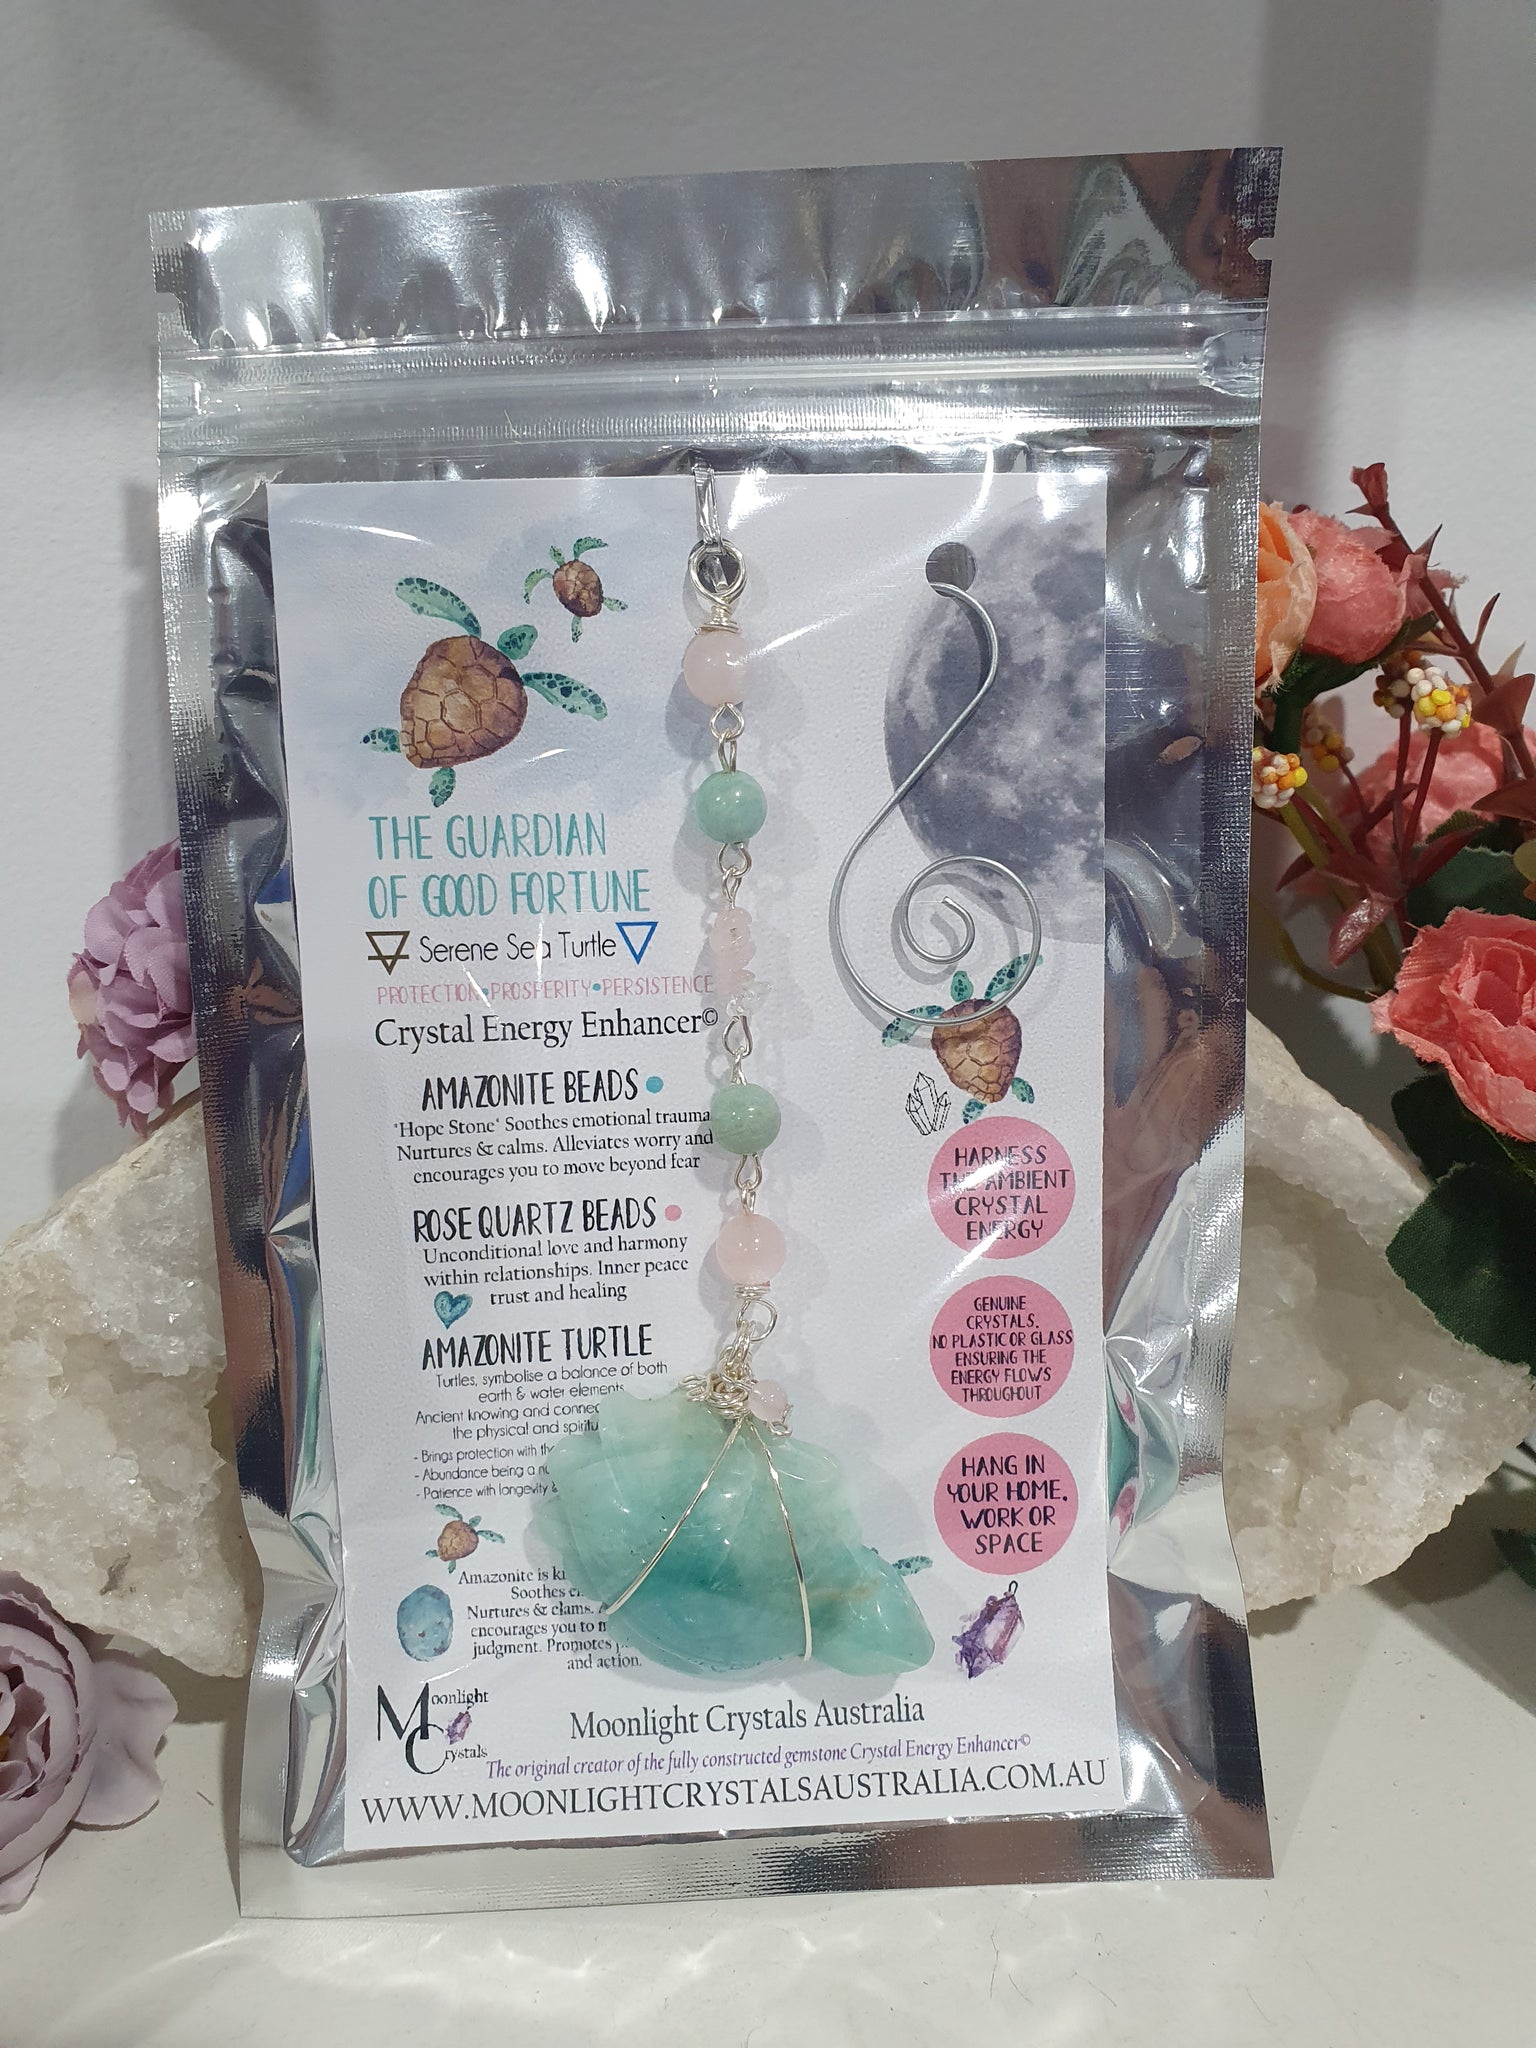 THE GUARDIAN
OF GOOD FORTUNE
Serene Sea Turtle
PROTECTION•PROSPERITY•PERSISTENCE
Crystal Energy Enhancer©
AMAZONITE BEADS
'Hope Stone' Soothes emotional trauma
Nurtures & calms. Alleviates worry and
encourages you to move beyond fear
ROSE QUARTZ BEADS
Unconditional love and harmony
within relationships. Inner peace
trust and healing
AMAZONITE TURTLE
Turtles, symbolise a balance of both
earth & water elements
Ancient knowing and
the physical and
- Brings protection with
- Abundance being a
- Patience with longevity &
Amazonite is
Soothes
Nurtures & clams.
encourages you to
judgment. Promotes
and action.
HARNESS
THE AMBIENT
CRYSTAL
ENERGY
GENUINE
CRYSTALS.
NO PLASTIC OR GLASS
ENSURING THE
ENERGY FLOWS
THROUGHOUT
HANG IN
YOUR HOME,
WORK OR
SPACE
Moonlight
Crystals
Moonlight Crystals Australia
The original creator of the fully constructed gemstone Crystal Energy Enhancer©
WWW.MOONLIGHTCRYSTALSAUSTRALIA.COM.AU